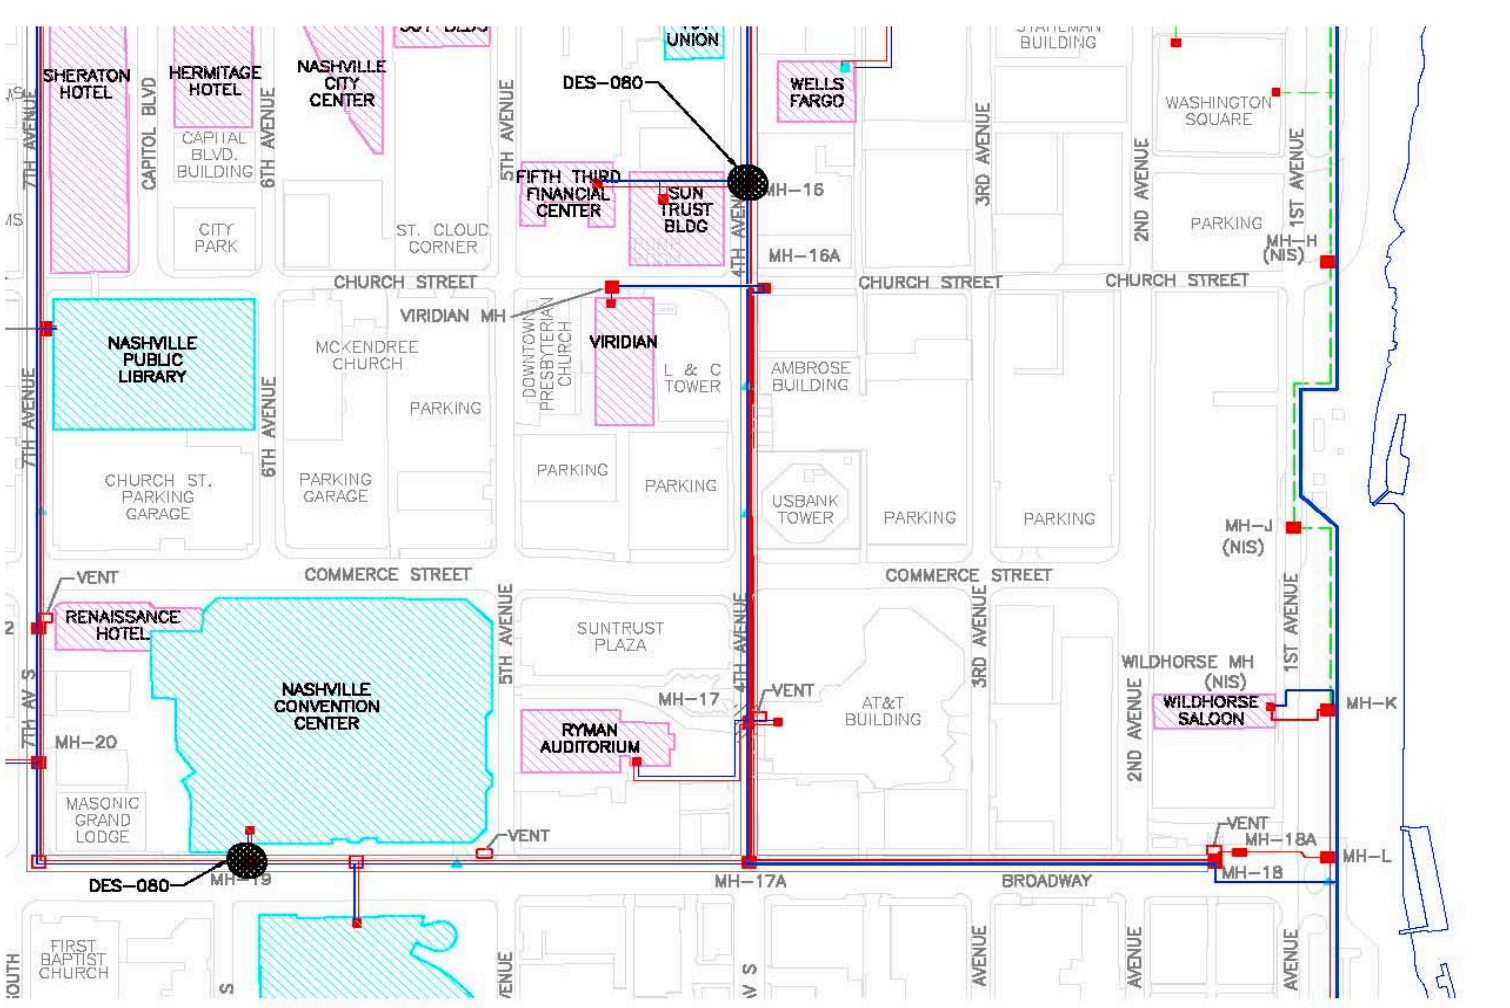 UNION
BUILDING
SHERATON
HOTEL
HERMITAGE
HOTEL
NASHVILLE
CITY
CENTER
DES-080
WELLS
FARGO
WASHINGTON
SQUARE
7TH AVENUE
CAPITOL BLVD
6TH AVENUE
5TH AVENUE
3RD AVENUE
2ND AVENUE
1ST AVENUE
CAPITAL
BLVD.
BUILDING
CITY
PARK
ST. CLOUD
CORNER
FIFTH THIRD
FINANCIAL
CENTER
SUN
TRUST
BLDG
4TH AVENUE
MH-16
MH-16A
PARKING
MH-H
(NIS)
CHURCH STREET
CHURCH STREET
CHURCH STREET
VIRIDIAN MH
NASHVILLE
PUBLIC
LIBRARY
MCKENDREE
CHURCH
DOWNTOWN
PRESBYTERIAN
CHURCH
VIRIDIAN
L & C
TOWER
AMBROSE
BUILDING
7TH AVENUE
6TH AVENUE
PARKING
CHURCH ST.
PARKING
GARAGE
PARKING
GARAGE
PARKING
PARKING
USBANK
TOWER
PARKING
PARKING
MH-J
(NIS)
VENT
COMMERCE STREET
COMMERCE STREET
RENAISSANCE
HOTEL
2
5TH AVENUE
SUNTRUST
PLAZA
4TH AVENUE
3RD AVENUE
1ST AVENUE
7TH AV S
NASHVILLE
CONVENTION
CENTER
MH-17
VENT
AT&T
BUILDING
WILDHORSE MH
(NIS)
2ND AVENUE
WILDHORSE
SALOON
MH-K
RYMAN
AUDITORIUM
MH-20
MASONIC
GRAND
LODGE
VENT
VENT
MH-18A
MH-L
DES-080
MH-19
MH-17A
BROADWAY
MH-18
FIRST
BAPTIST
CHURCH
S
AV S
AVENUE
AVENUE
AVENUE